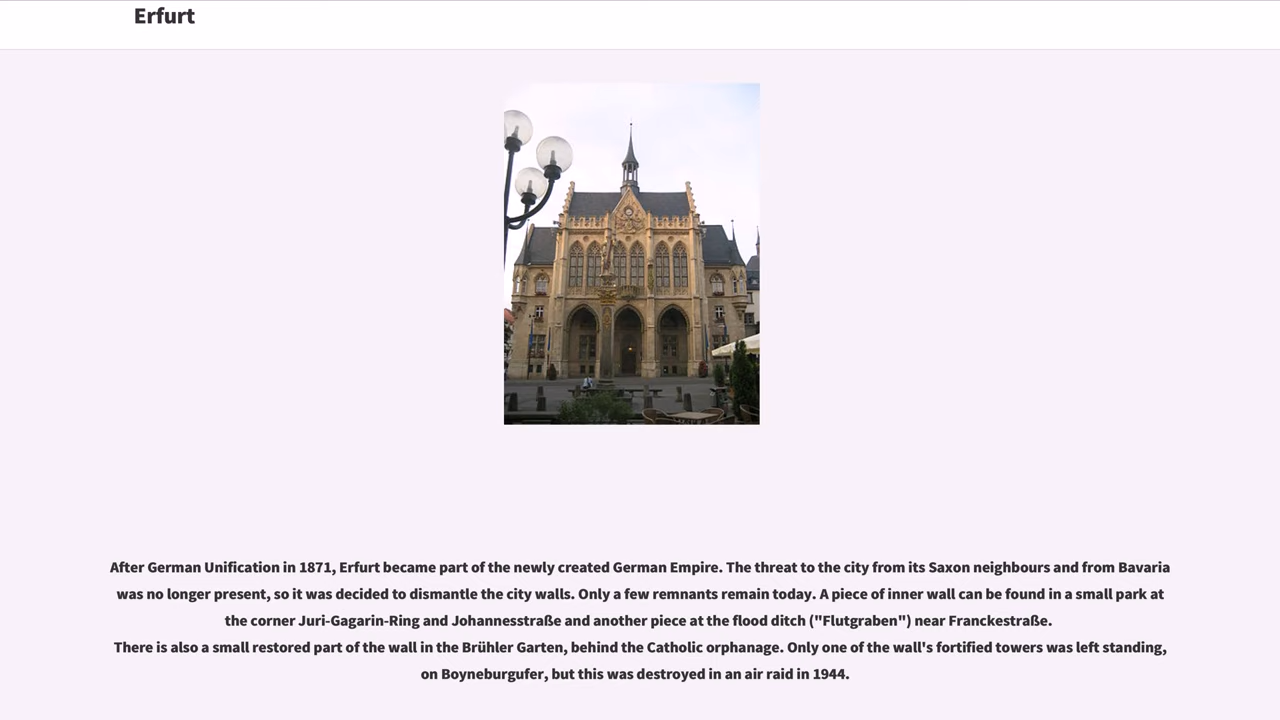 Erfurt
After German Unification in 1871, Erfurt became part of the newly created German Empire. The threat to the city from its Saxon neighbours and from Bavaria
was no longer present, so it was decided to dismantle the city walls. Only a few remnants remain today. A piece of inner wall can be found in a small park at
the corner Juri-Gagarin-Ring and Johannesstraße and another piece at the flood ditch ("Flutgraben") near Franckestraße.
There is also a small restored part of the wall in the Brühler Garten, behind the Catholic orphanage. Only one of the wall's fortified towers was left standing,
on Boyneburgufer, but this was destroyed in an air raid in 1944.